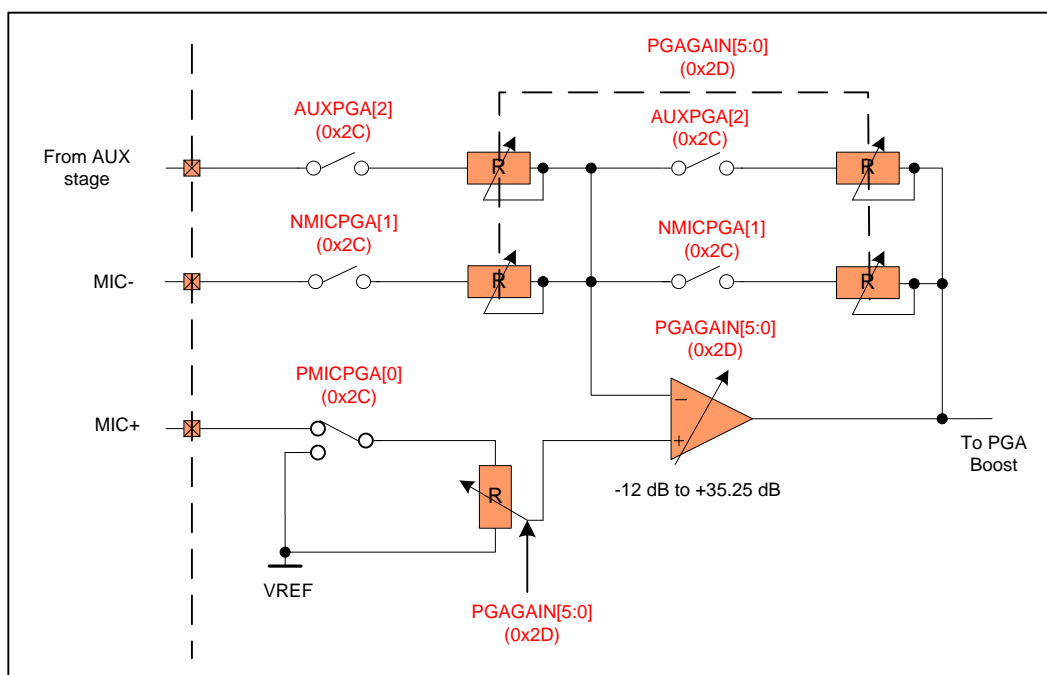 PGAGAIN[5:0]
(0x2D)
AUXPGA[2]
(0x2C)
AUXPGA[2]
(0x2C)
From AUX
stage
R
R
NMICPGA[1]
(0x2C)
NMICPGA[1]
(0x2C)
MIC-
R
R
PGAGAIN[5:0]
(0x2D)
PMICPGA[0]
(0x2C)
MIC+
−
+
To PGA
Boost
R
-12 dB to +35.25 dB
VREF
PGAGAIN[5:0]
(0x2D)